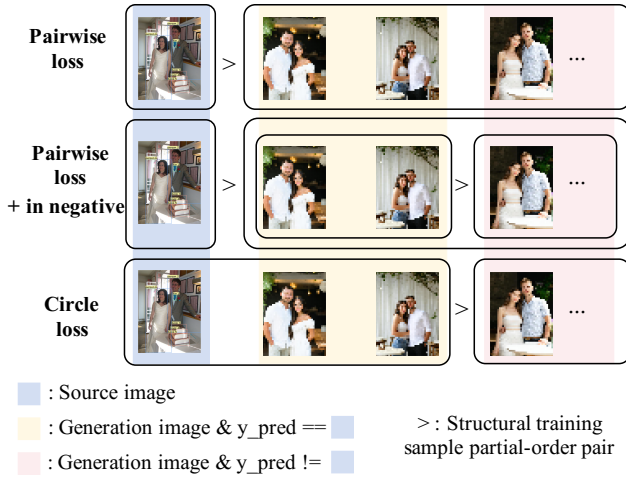 Pairwise
loss
>
...
Pairwise
loss
+ in negative
>
>
...
Circle
loss
>
...
: Source image
: Generation image & y_pred ==
: Generation image & y_pred !=
> : Structural training
sample partial-order pair